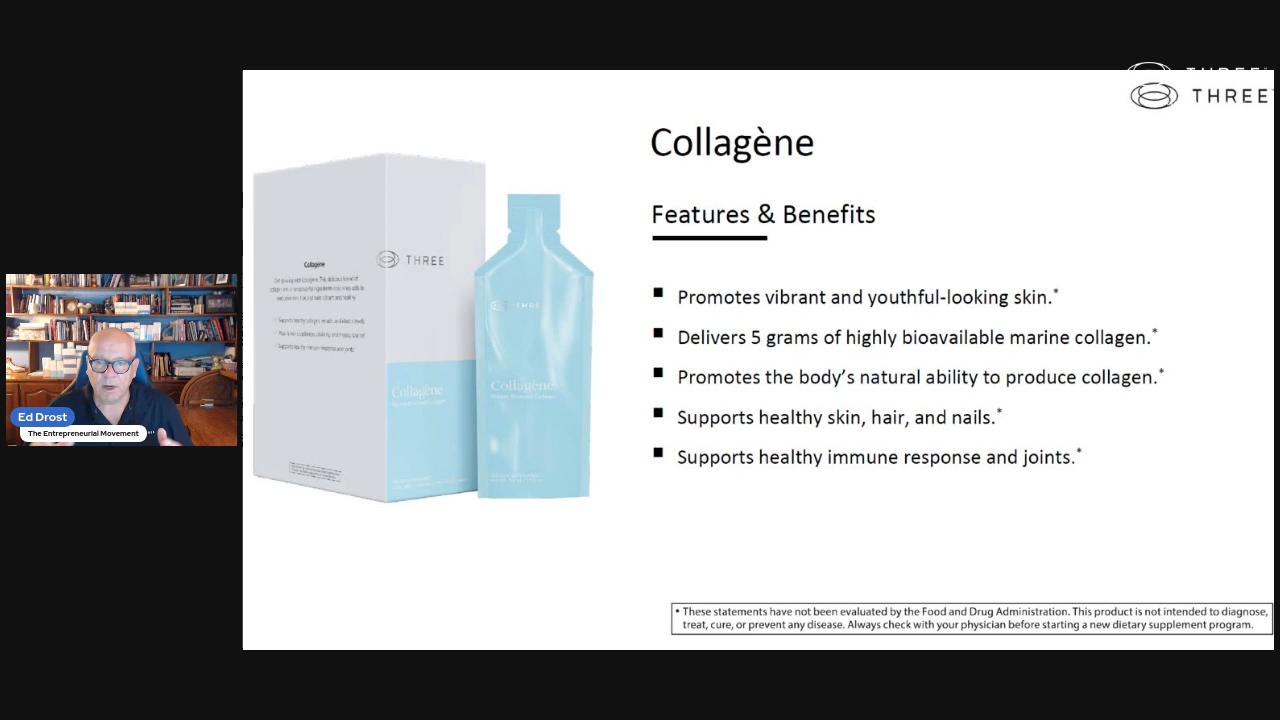 THREE
THREE
Collagène
Features & Benefits
▪ Promotes vibrant and youthful-looking skin.*
▪ Delivers 5 grams of highly bioavailable marine collagen.*
▪ Promotes the body’s natural ability to produce collagen.*
▪ Supports healthy skin, hair, and nails.*
▪ Supports healthy immune response and joints.*
* These statements have not been evaluated by the Food and Drug Administration. This product is not intended to diagnose,
treat, cure, or prevent any disease. Always check with your physician before starting a new dietary supplement program.
Collagène
THREE
Collagène
THREE
Collagène
Ed Drost
The Entrepreneurial Movement